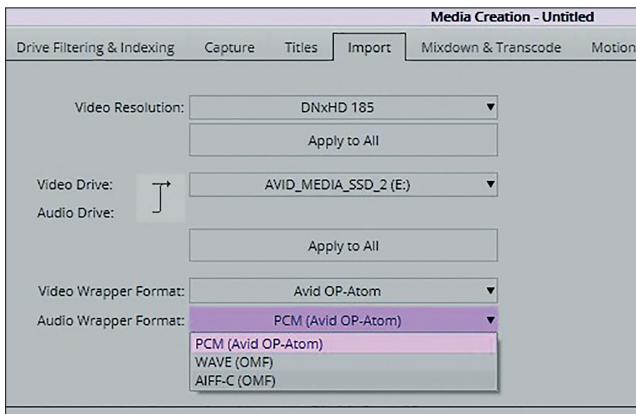 Media Creation - Untitled
Drive Filtering & Indexing Capture Titles Import Mixdown & Transcode Motion
Video Resolution: DNxHD 185
Apply to All
Video Drive: AVID_MEDIA_SSD_2 (E:)
Audio Drive:
Apply to All
Video Wrapper Format: Avid OP-Atom
Audio Wrapper Format: PCM (Avid OP-Atom)
PCM (Avid OP-Atom)
WAVE (OMF)
AIFF-C (OMF)